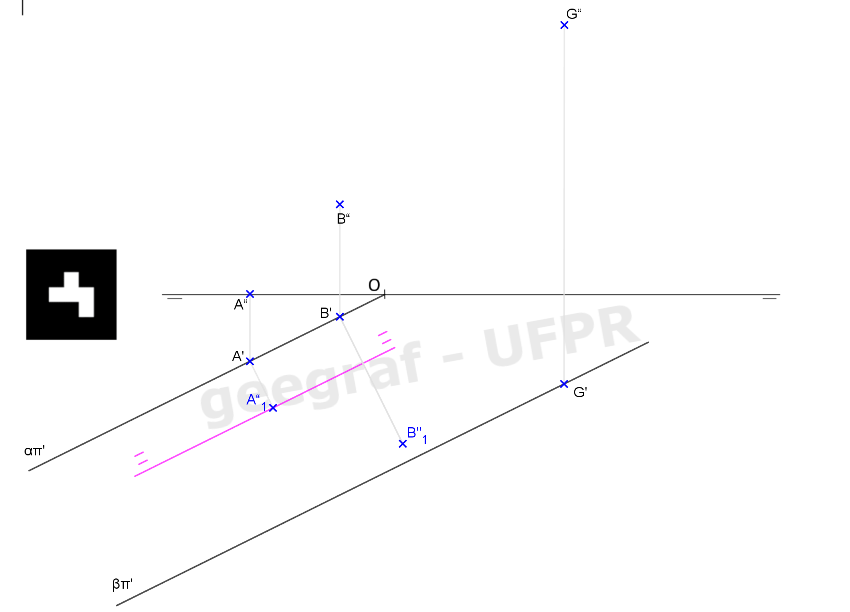 G“
B“
O
A“
B'
A'
geegraf - UFPR
G'
A“1
B"1
απ'
βπ'